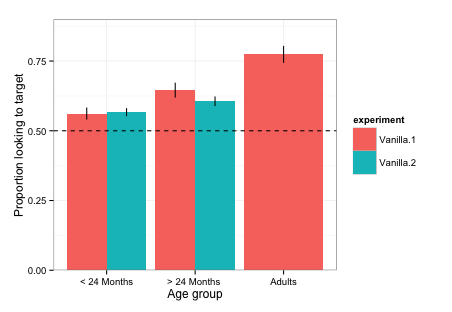 Proportion looking to target
0.75
0.50
0.25
0.00
< 24 Months
> 24 Months
Adults
Age group
experiment
Vanilla.1
Vanilla.2